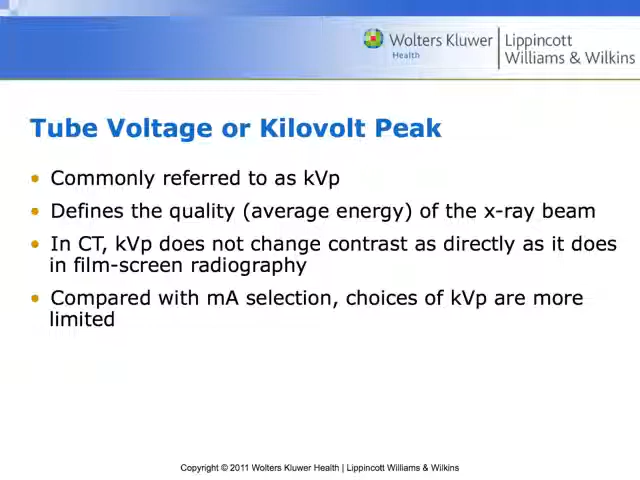 Wolters Kluwer
Health
Lippincott
Williams & Wilkins
Tube Voltage or Kilovolt Peak
• Commonly referred to as kVp
• Defines the quality (average energy) of the x-ray beam
• In CT, kVp does not change contrast as directly as it does
in film-screen radiography
• Compared with mA selection, choices of kVp are more
limited
Copyright © 2011 Wolters Kluwer Health | Lippincott Williams & Wilkins